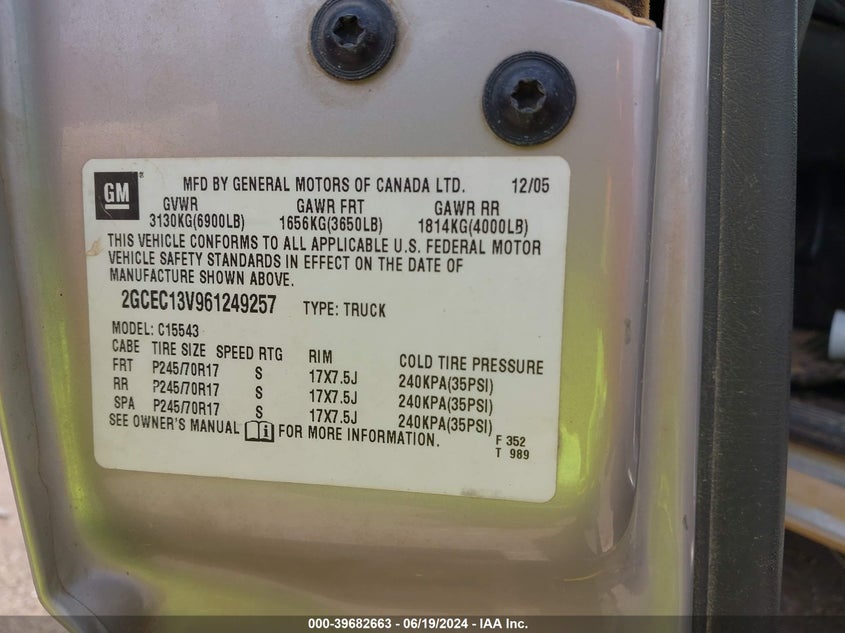 GM ® MFD BY GENERAL MOTORS OF CANADA LTD. 12/05
GVWR GAWR FRT GAWR RR
3130KG(6900LB) 1656KG(3650LB) 1814KG(4000LB)
THIS VEHICLE CONFORMS TO ALL APPLICABLE U.S. FEDERAL MOTOR
VEHICLE SAFETY STANDARDS IN EFFECT ON THE DATE OF
MANUFACTURE SHOWN ABOVE.
2GCEC13V961249257 TYPE: TRUCK
MODEL: C15543
CABE TIRE SIZE SPEED RTG RIM COLD TIRE PRESSURE
FRT P245/70R17 S 17X7.5J 240KPA(35PSI)
RR P245/70R17 S 17X7.5J 240KPA(35PSI)
SPA P245/70R17 S 17X7.5J 240KPA(35PSI)
SEE OWNER'S MANUAL i FOR MORE INFORMATION.
F 352
T 989
000-39682663 - 06/19/2024 - IAA Inc.